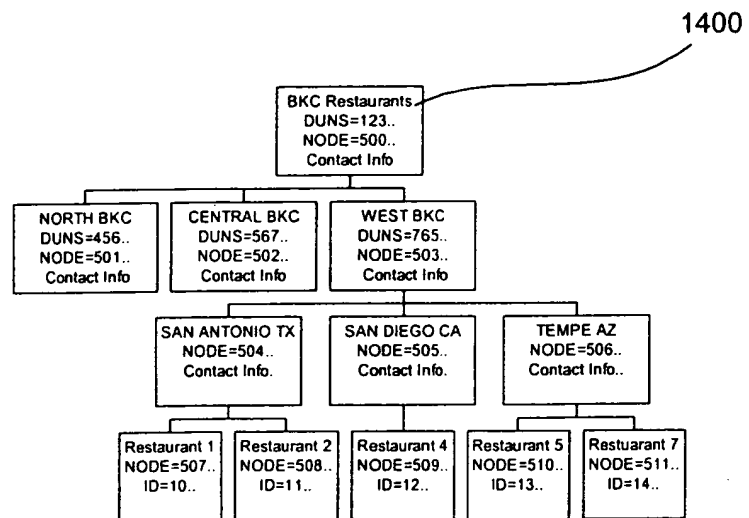 1400
BKC Restaurants
DUNS=123..
NODE=500..
Contact Info
NORTH BKC
DUNS=456..
NODE=501..
Contact Info
CENTRAL BKC
DUNS=567..
NODE=502..
Contact Info
WEST BKC
DUNS=765..
NODE=503..
Contact Info
SAN ANTONIO TX
NODE=504..
Contact Info.
SAN DIEGO CA
NODE=505..
Contact Info.
TEMPE AZ
NODE=506..
Contact Info..
Restaurant 1
NODE=507..
ID=10..
Restaurant 2
NODE=508..
ID=11..
Restaurant 4
NODE=509..
ID=12..
Restaurant 5
NODE=510..
ID=13..
Restuarant 7
NODE=511..
ID=14..